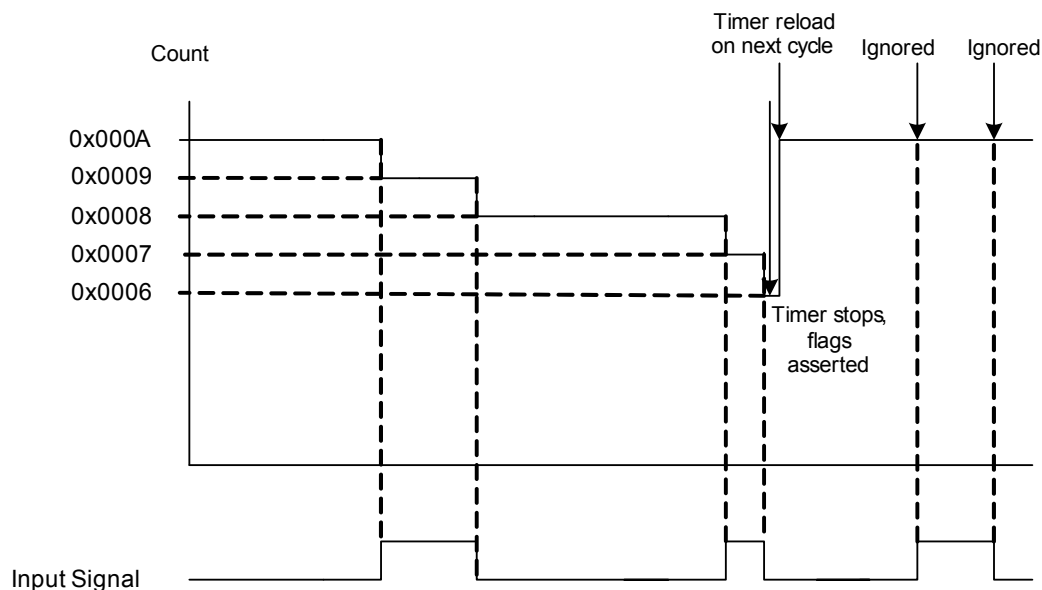 Timer reload
on next cycle
Ignored
Ignored
Count
0x000A
0x0009
0x0008
0x0007
0x0006
Timer stops,
flags
asserted
Input Signal